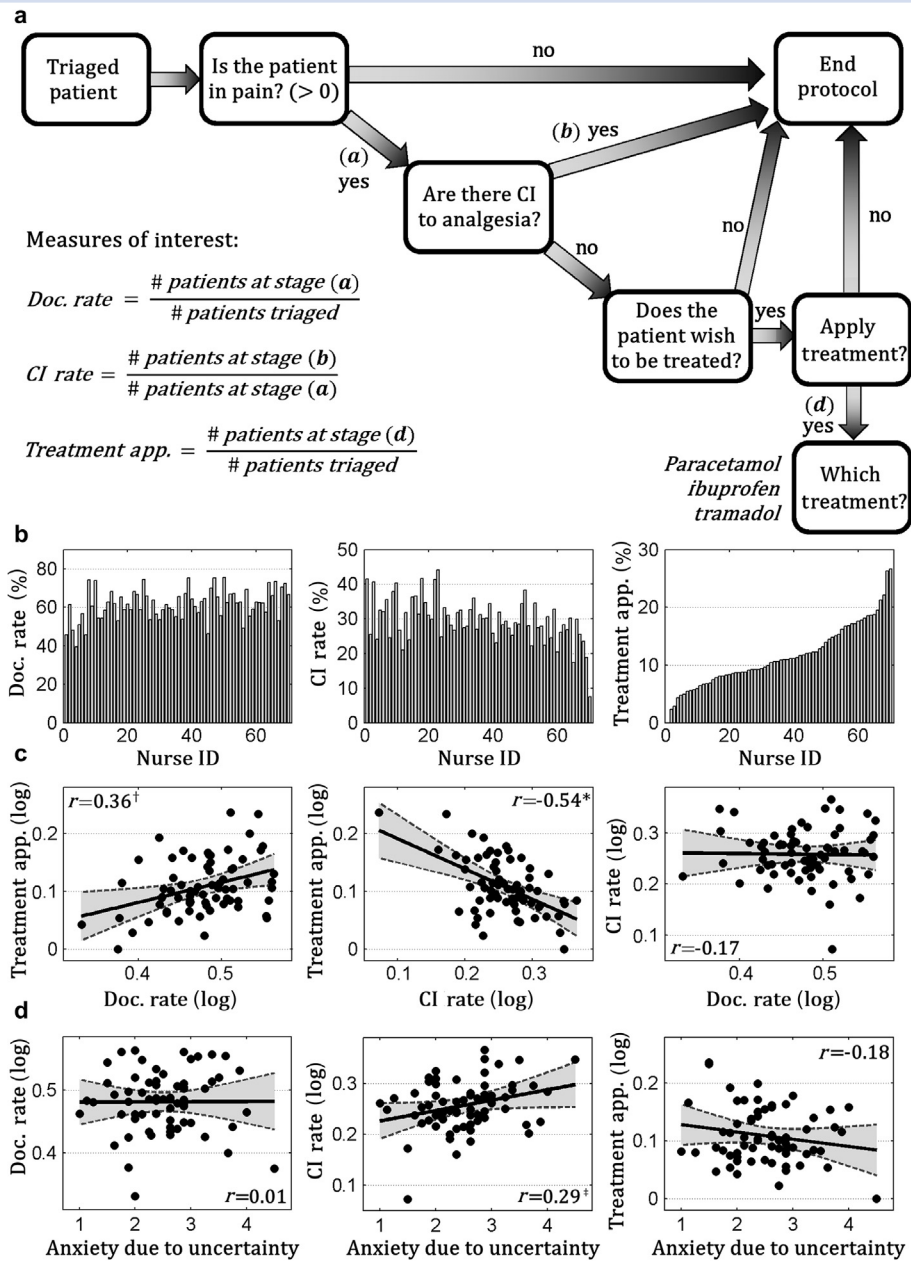 a
Triaged
patient
Is the patient
in pain? (> 0)
no
End
protocol
(a)
yes
(b) yes
Are there CI
to analgesia?
no
no
no
Does the
patient wish
to be treated?
yes
Apply
treatment?
(d)
yes
Which
treatment?
Paracetamol
ibuprofen
tramadol
Measures of interest:
Doc. rate = # patients at stage (a)
# patients triaged
CI rate = # patients at stage (b)
# patients at stage (a)
Treatment app. = # patients at stage (d)
# patients triaged
b
Doc. rate (%)
80
60
40
20
0
0 20 40 60
Nurse ID
CI rate (%)
50
40
30
20
10
0
0 20 40 60
Nurse ID
Treatment app. (%)
30
20
10
0
0 20 40 60
Nurse ID
c
Treatment app. (log)
r=0.36†
0.2
0.1
0
0.4 0.5
Doc. rate (log)
Treatment app. (log)
r=-0.54*
0.2
0.1
0
0.1 0.2 0.3
CI rate (log)
CI rate (log)
0.3
0.2
0.1
r=-0.17
0.4 0.5
Doc. rate (log)
d
Doc. rate (log)
0.5
0.4
r=0.01
1 2 3 4
Anxiety due to uncertainty
CI rate (log)
0.3
0.2
0.1
r=0.29‡
1 2 3 4
Anxiety due to uncertainty
Treatment app. (log)
r=-0.18
0.2
0.1
0
1 2 3 4
Anxiety due to uncertainty